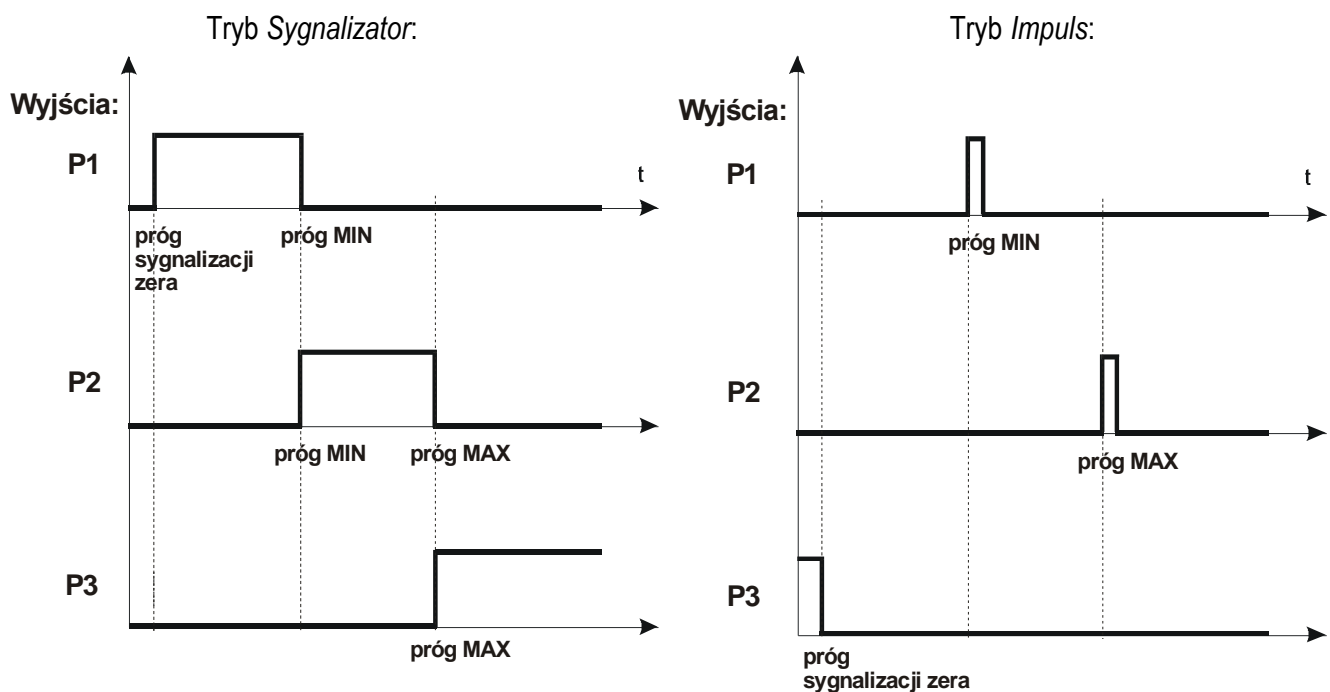 Tryb Sygnalizator:
Wyjścia:
P1
t
próg
sygnalizacji
zera
próg MIN
P2
próg MIN
próg MAX
P3
próg MAX
Tryb Impuls:
Wyjścia:
P1
t
próg MIN
P2
próg MAX
P3
próg
sygnalizacji zera